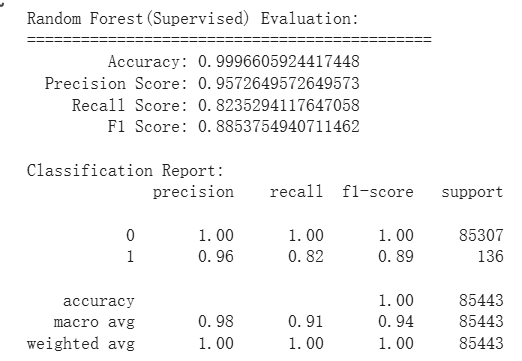 Random Forest(Supervised) Evaluation:
=============================================
Accuracy: 0.9996605924417448
Precision Score: 0.9572649572649573
Recall Score: 0.8235294117647058
F1 Score: 0.8853754940711462
Classification Report:
precision recall f1-score support
0 1.00 1.00 1.00 85307
1 0.96 0.82 0.89 136
accuracy 1.00 85443
macro avg 0.98 0.91 0.94 85443
weighted avg 1.00 1.00 1.00 85443